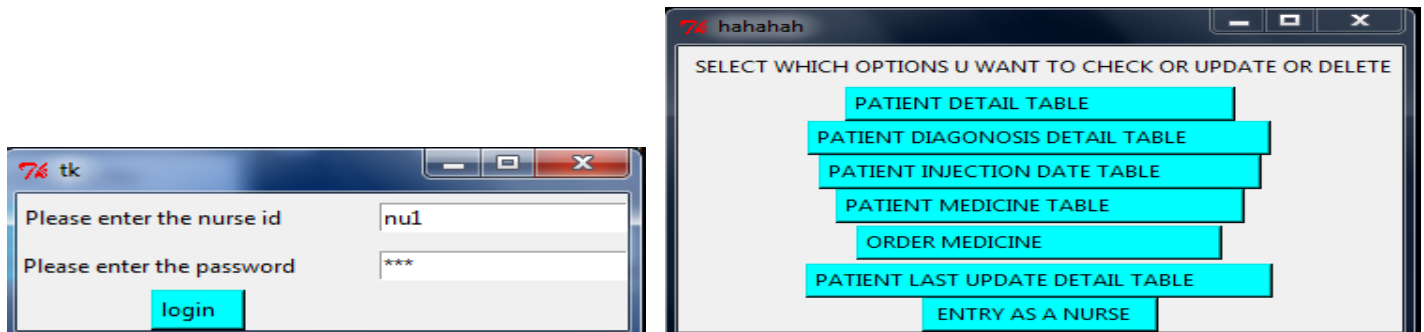 tk
Please enter the nurse id nu1
Please enter the password ***
login
hahahah
SELECT WHICH OPTIONS U WANT TO CHECK OR UPDATE OR DELETE
PATIENT DETAIL TABLE
PATIENT DIAGONOSIS DETAIL TABLE
PATIENT INJECTION DATE TABLE
PATIENT MEDICINE TABLE
ORDER MEDICINE
PATIENT LAST UPDATE DETAIL TABLE
ENTRY AS A NURSE